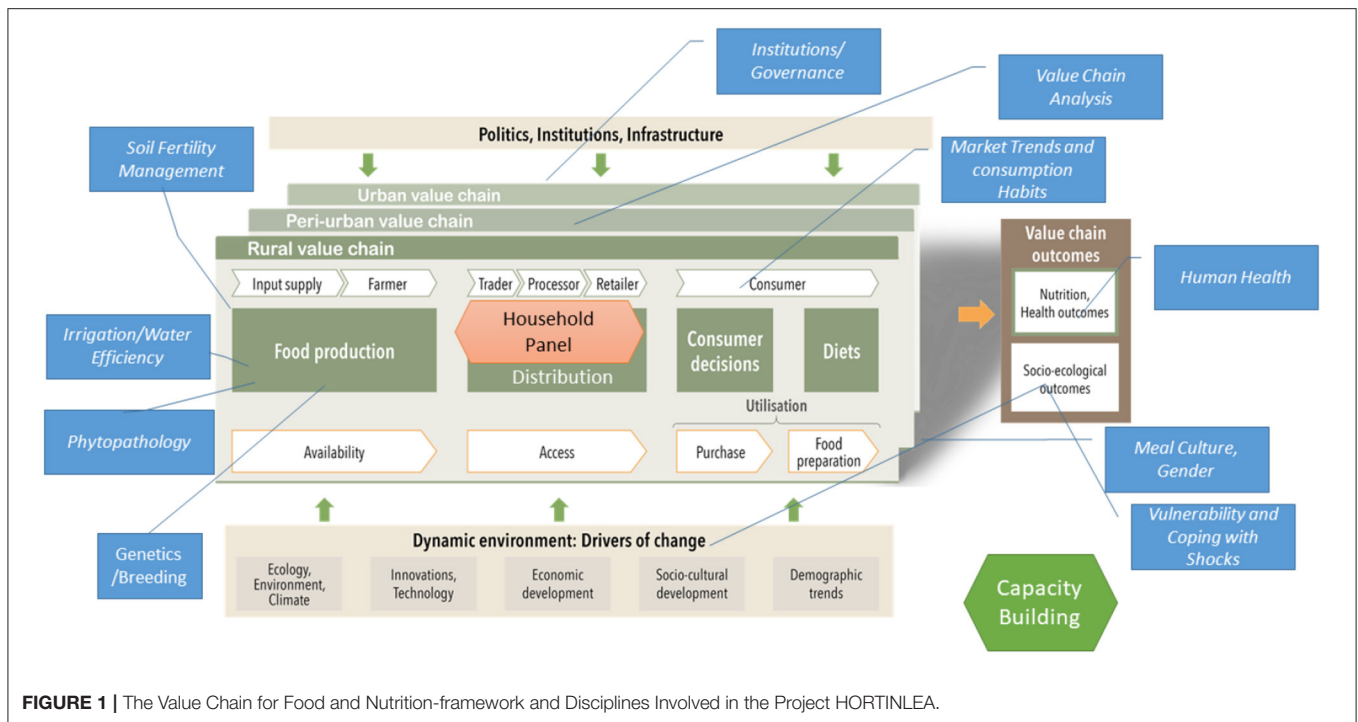 Institutions/
Governance
Value Chain
Analysis
Politics, Institutions, Infrastructure
Soil Fertility
Management
Market Trends and
consumption
Habits
Urban value chain
Peri-urban value chain
Rural value chain
Value chain
outcomes
Input supply
Farmer
Trader
Processor
Retailer
Consumer
Nutrition,
Health outcomes
Human Health
Irrigation/Water
Efficiency
Food production
Household
Panel
Distribution
Consumer
decisions
Diets
Socio-ecological
outcomes
Utilisation
Phytopathology
Availability
Access
Purchase
Food
preparation
Meal Culture,
Gender
Vulnerability and
Coping with
Shocks
Genetics
/Breeding
Dynamic environment: Drivers of change
Ecology,
Environment,
Climate
Innovations,
Technology
Economic
development
Socio-cultural
development
Demographic
trends
Capacity
Building
FIGURE 1 | The Value Chain for Food and Nutrition-framework and Disciplines Involved in the Project HORTINLEA.